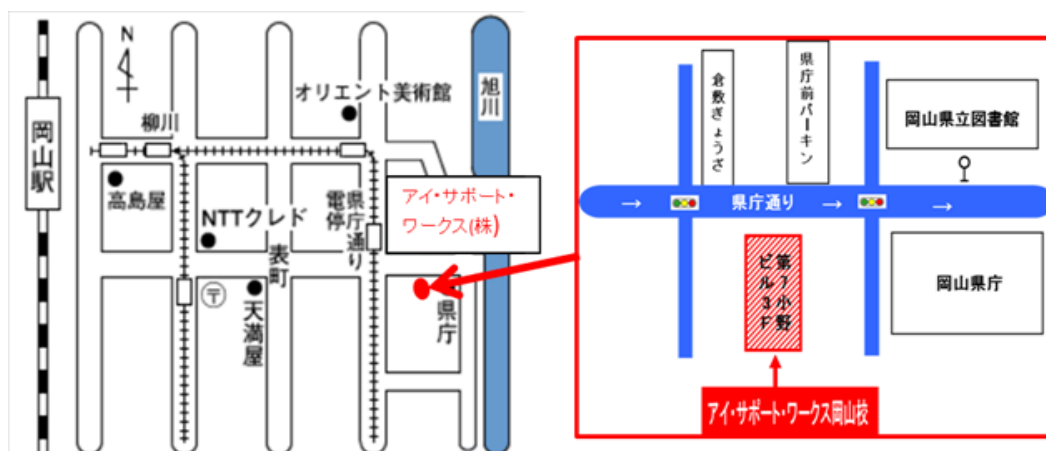 N
オリエント美術館
旭川
岡山駅
柳川
高島屋
NTTクレド
表町
県庁通り
電停
アイ・サポート・
ワークス(株)
〒
天満屋
県庁
倉敷ぎょうざ
県庁前パーキン
岡山県立図書館
→
県庁通り
→
→
第7小野
ビル3F
岡山県庁
アイ・サポート・ワークス岡山校